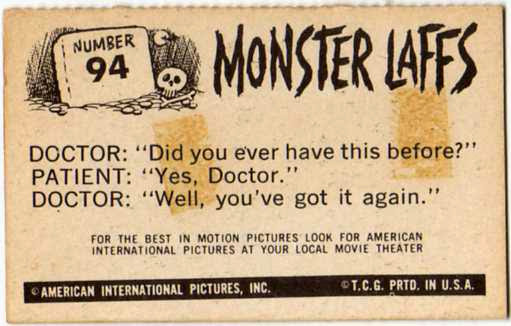 NUMBER
94
MONSTER LAFFS
DOCTOR: "Did you ever have this before?"
PATIENT: "Yes, Doctor."
DOCTOR: "Well, you've got it again."
FOR THE BEST IN MOTION PICTURES LOOK FOR AMERICAN
INTERNATIONAL PICTURES AT YOUR LOCAL MOVIE THEATER
© AMERICAN INTERNATIONAL PICTURES, INC. © T.C.G. PRTD. IN U.S.A.